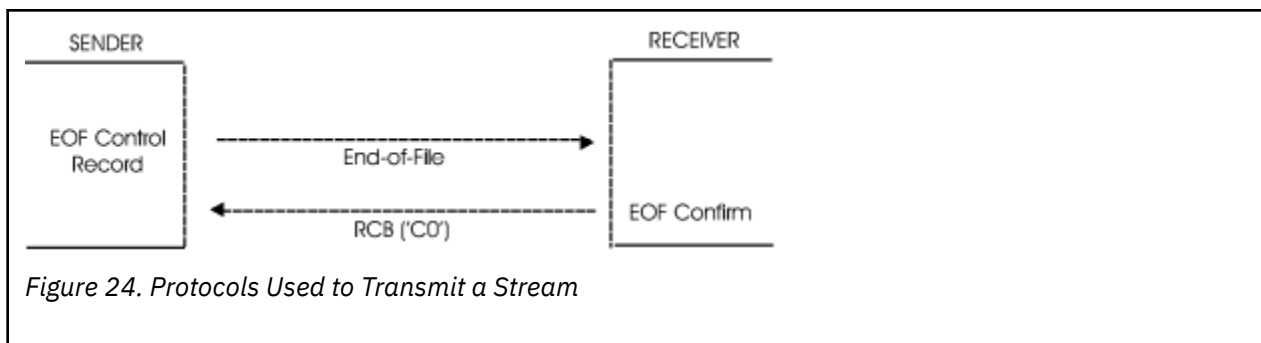 SENDER
RECEIVER
EOF Control
Record
End-of-File
RCB ('C0')
EOF Confirm
Figure 24. Protocols Used to Transmit a Stream